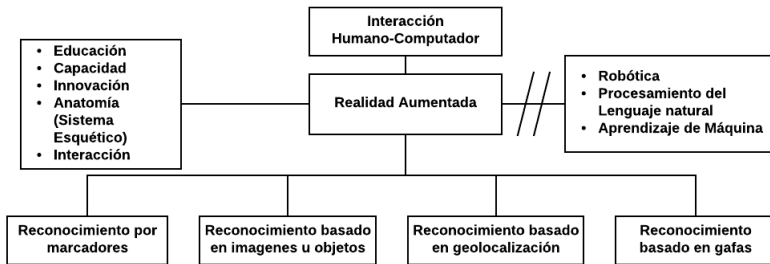 Interacción
Humano-Computador
• Educación
• Capacidad
• Innovación
• Anatomía
(Sistema
Esquético)
• Interacción
Realidad Aumentada
• Robótica
• Procesamiento del
Lenguaje natural
• Aprendizaje de Máquina
Reconocimiento por
marcadores
Reconocimiento basado
en imagenes u objetos
Reconocimiento basado
en geolocalización
Reconocimiento
basado en gafas